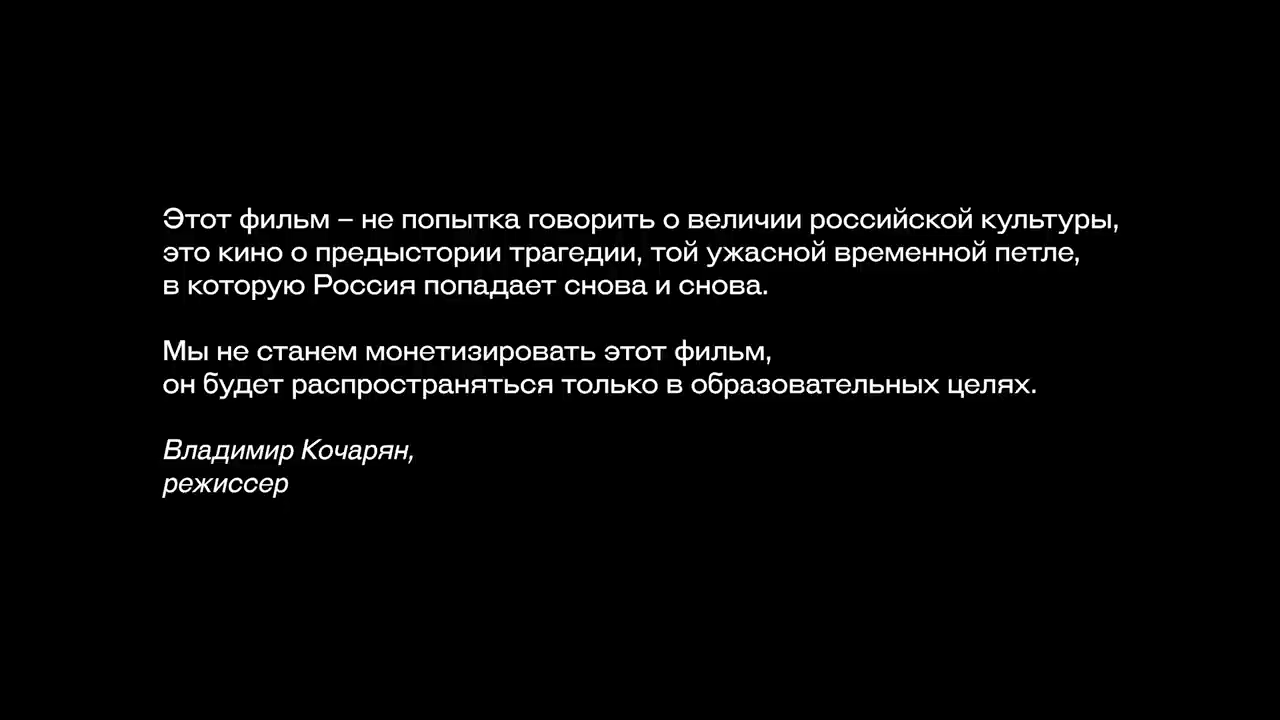 Этот фильм – не попытка говорить о величии российской культуры,
это кино о предыстории трагедии, той ужасной временной петле,
в которую Россия попадает снова и снова.
Мы не станем монетизировать этот фильм,
он будет распространяться только в образовательных целях.
Владимир Кочарян,
режиссер